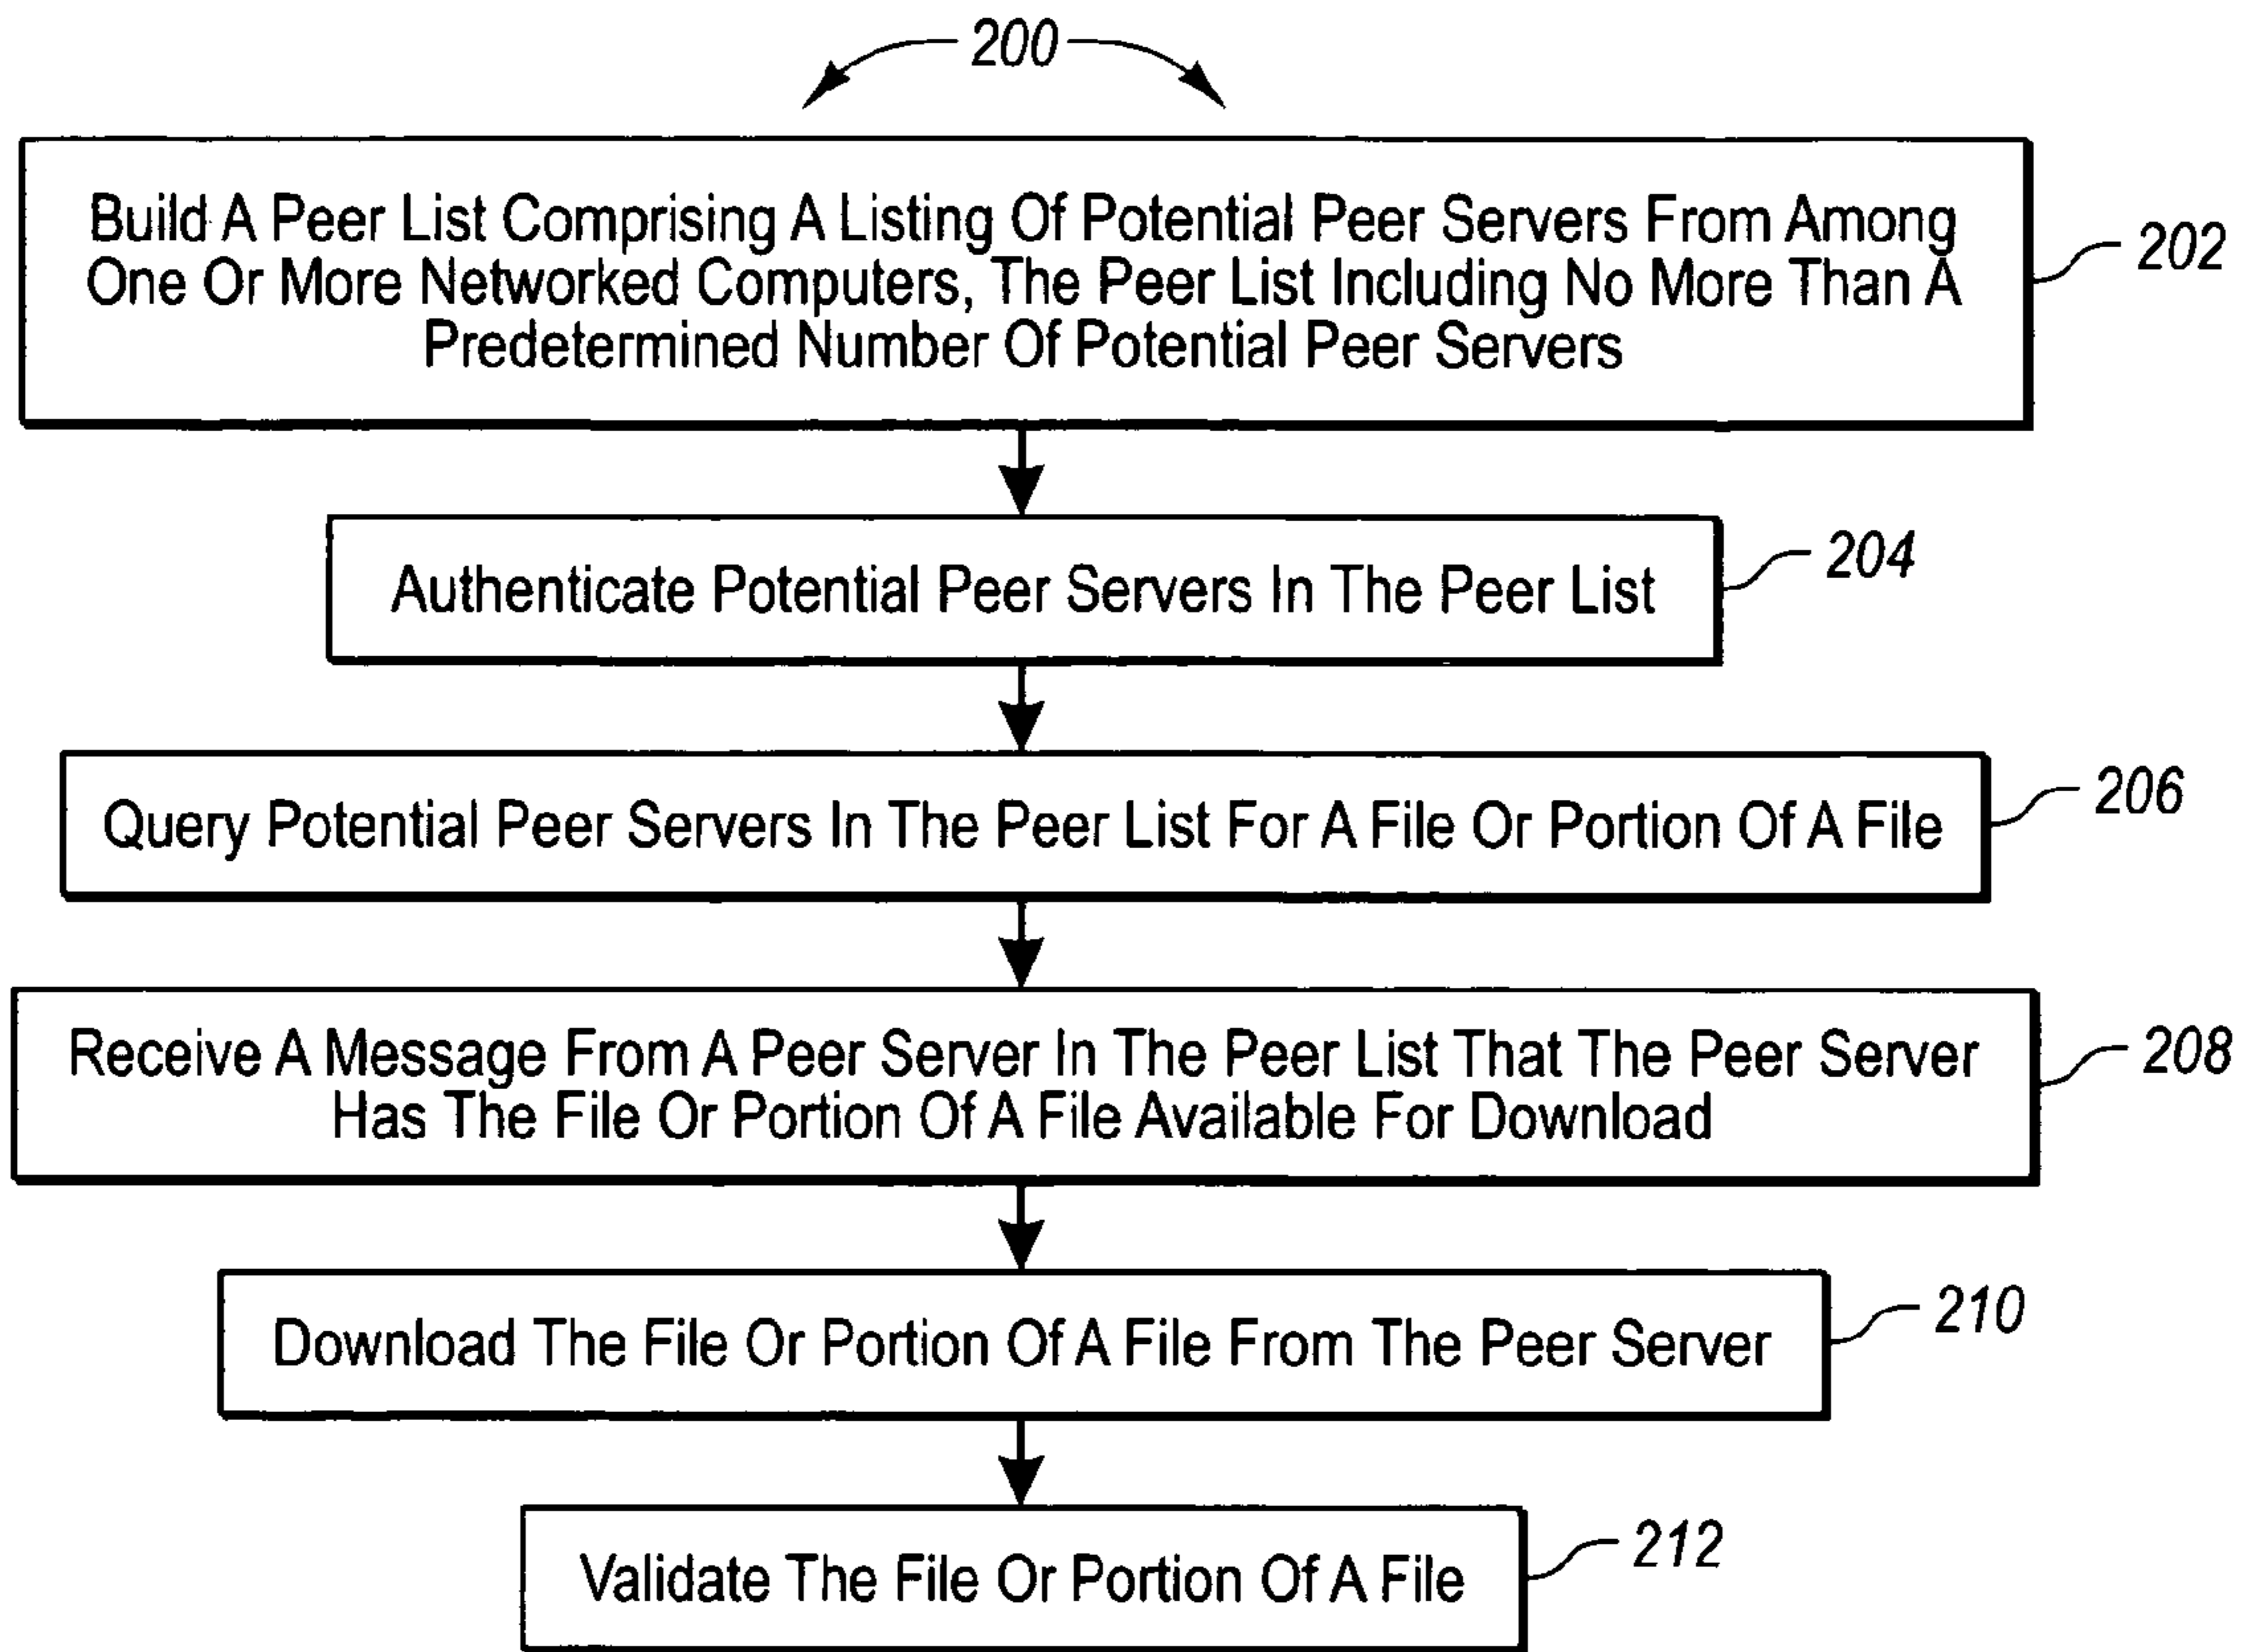 200
Build A Peer List Comprising A Listing Of Potential Peer Servers From Among
One Or More Networked Computers, The Peer List Including No More Than A
Predetermined Number Of Potential Peer Servers
202
Authenticate Potential Peer Servers In The Peer List
204
Query Potential Peer Servers In The Peer List For A File Or Portion Of A File
206
Receive A Message From A Peer Server In The Peer List That The Peer Server
Has The File Or Portion Of A File Available For Download
208
Download The File Or Portion Of A File From The Peer Server
210
Validate The File Or Portion Of A File
212